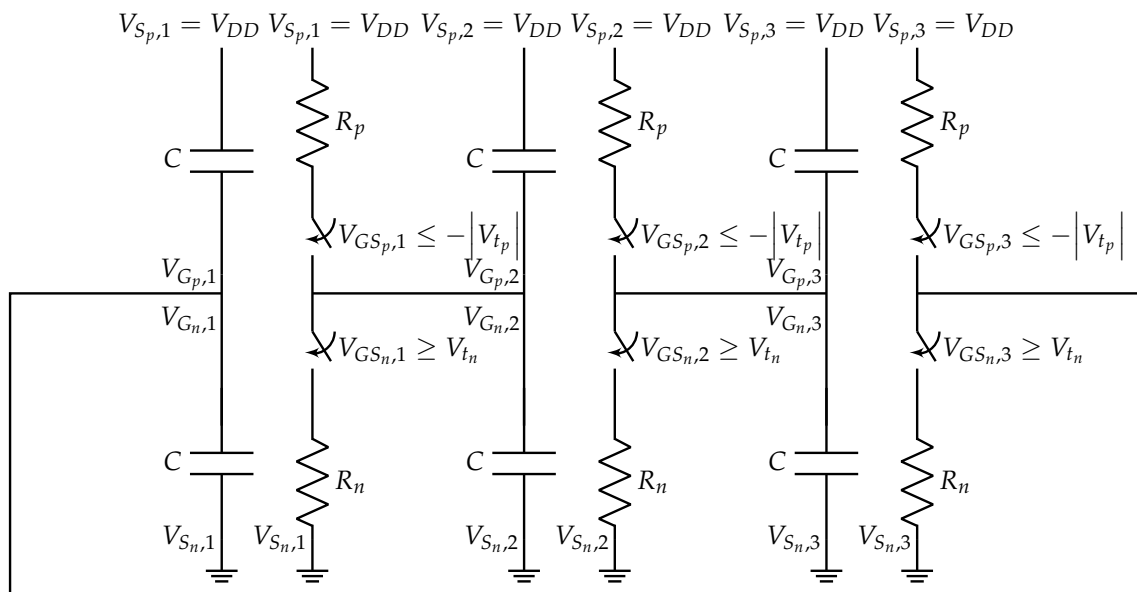 V_{S_p,1} = V_{DD} V_{S_p,1} = V_{DD} V_{S_p,2} = V_{DD} V_{S_p,2} = V_{DD} V_{S_p,3} = V_{DD} V_{S_p,3} = V_{DD}
R_p R_p R_p
C C C
V_{GS_p,1} ≤ -|V_{t_p}| V_{GS_p,2} ≤ -|V_{t_p}| V_{GS_p,3} ≤ -|V_{t_p}|
V_{G_p,1} V_{G_p,2} V_{G_p,3}
V_{G_n,1} V_{G_n,2} V_{G_n,3}
V_{GS_n,1} ≥ V_{t_n} V_{GS_n,2} ≥ V_{t_n} V_{GS_n,3} ≥ V_{t_n}
C C C
R_n R_n R_n
V_{S_n,1} V_{S_n,1} V_{S_n,2} V_{S_n,2} V_{S_n,3} V_{S_n,3}